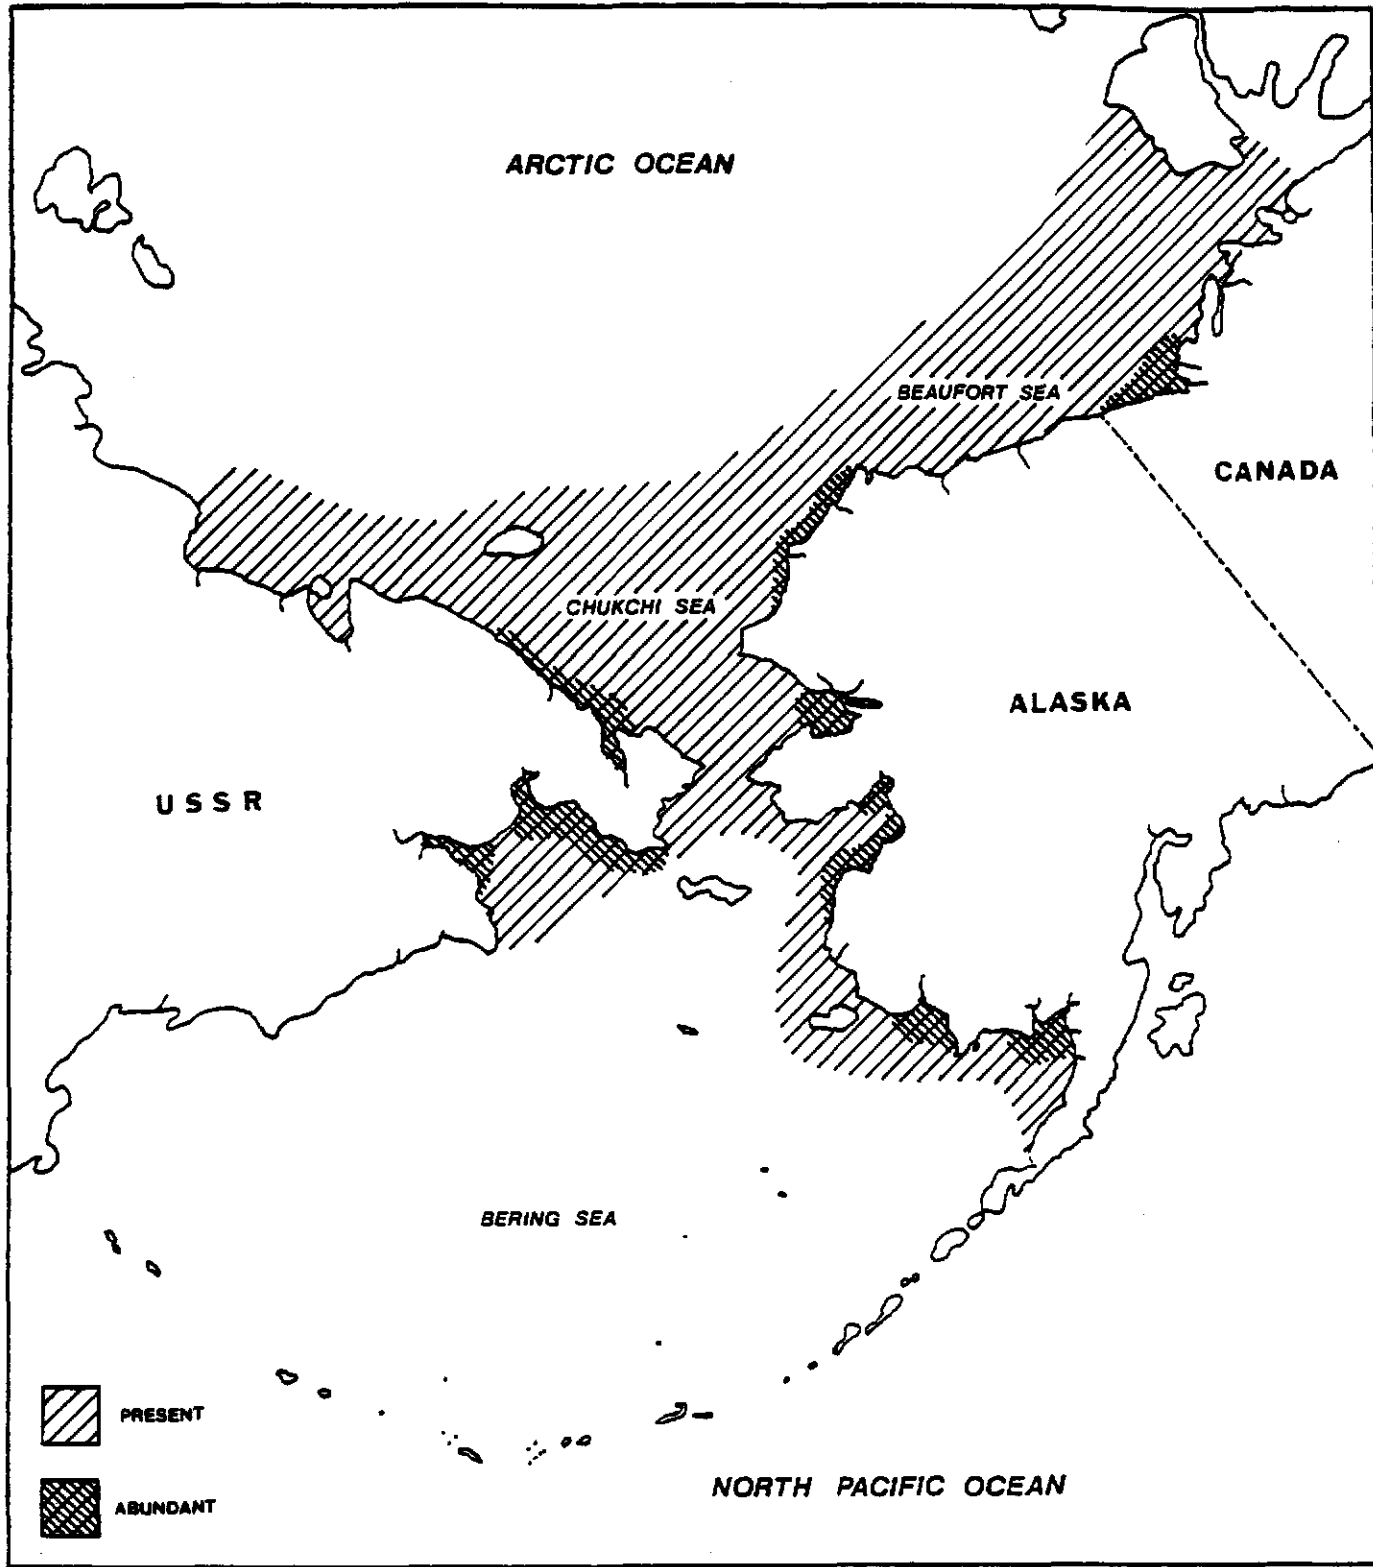 ARCTIC OCEAN
BEAUFORT SEA
CANADA
CHUKCHI SEA
ALASKA
USSR
BERING SEA
PRESENT
NORTH PACIFIC OCEAN
ABUNDANT